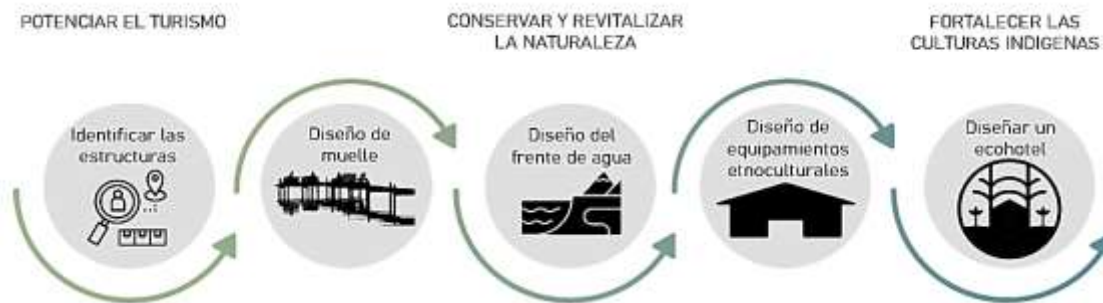 POTENCIAR EL TURISMO
CONSERVAR Y REVITALIZAR
LA NATURALEZA
FORTALECER LAS
CULTURAS INDIGENAS
Identificar las
estructuras
Diseño de
muelle
Diseño del
frente de agua
Diseño de
equipamientos
etnoculturales
Diseñar un
ecohotel